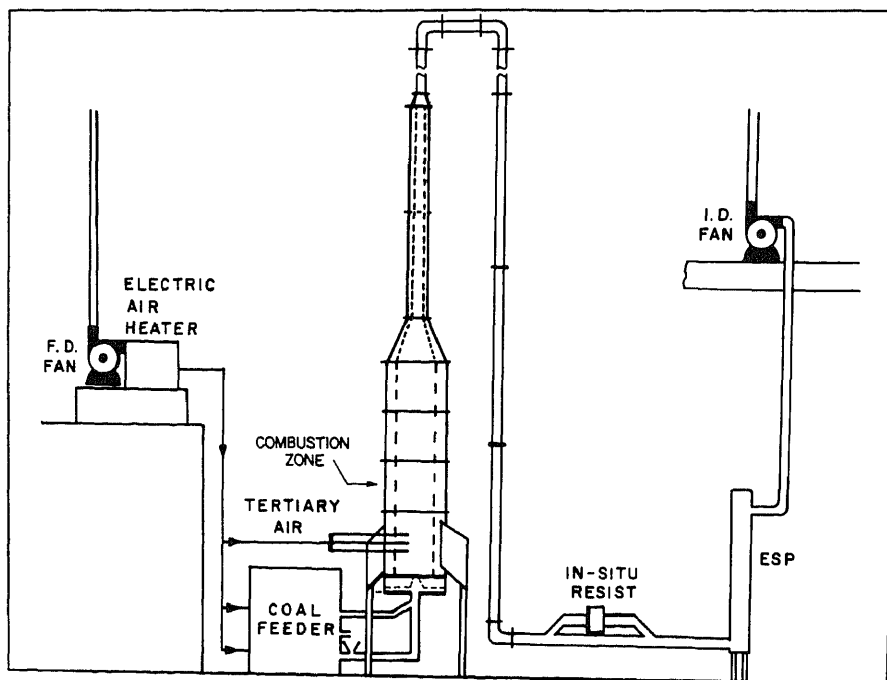 I.D.
FAN
ELECTRIC
AIR
HEATER
F.D.
FAN
COMBUSTION
ZONE
TERTIARY
AIR
COAL
FEEDER
IN-SITU
RESIST
ESP